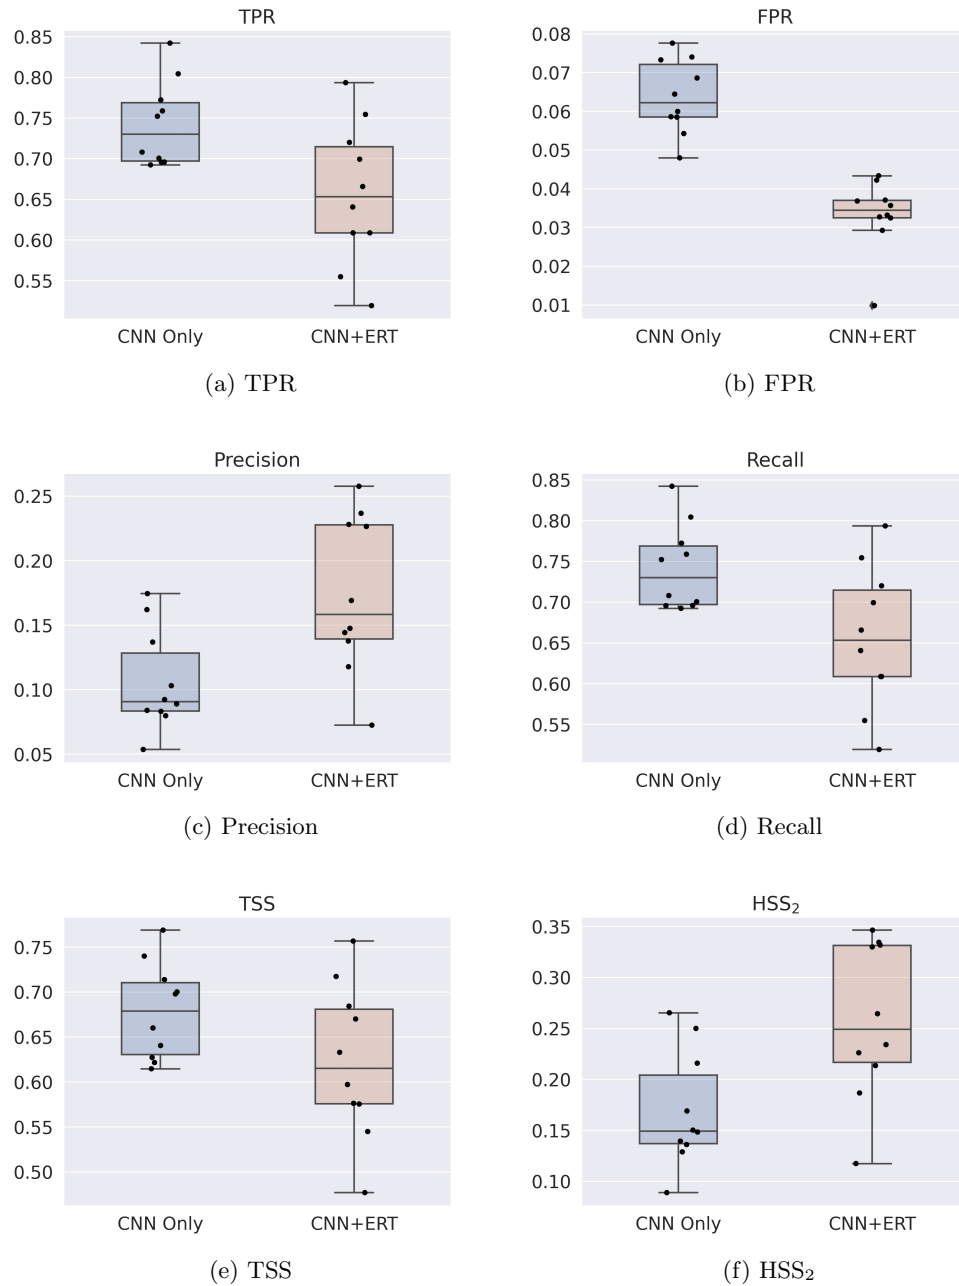 TPR
0.85
0.80
0.75
0.70
0.65
0.60
0.55
CNN Only CNN+ERT
(a) TPR
FPR
0.08
0.07
0.06
0.05
0.04
0.03
0.02
0.01
CNN Only CNN+ERT
(b) FPR
Precision
0.25
0.20
0.15
0.10
0.05
CNN Only CNN+ERT
(c) Precision
Recall
0.85
0.80
0.75
0.70
0.65
0.60
0.55
CNN Only CNN+ERT
(d) Recall
TSS
0.75
0.70
0.65
0.60
0.55
0.50
CNN Only CNN+ERT
(e) TSS
HSS₂
0.35
0.30
0.25
0.20
0.15
0.10
CNN Only CNN+ERT
(f) HSS₂